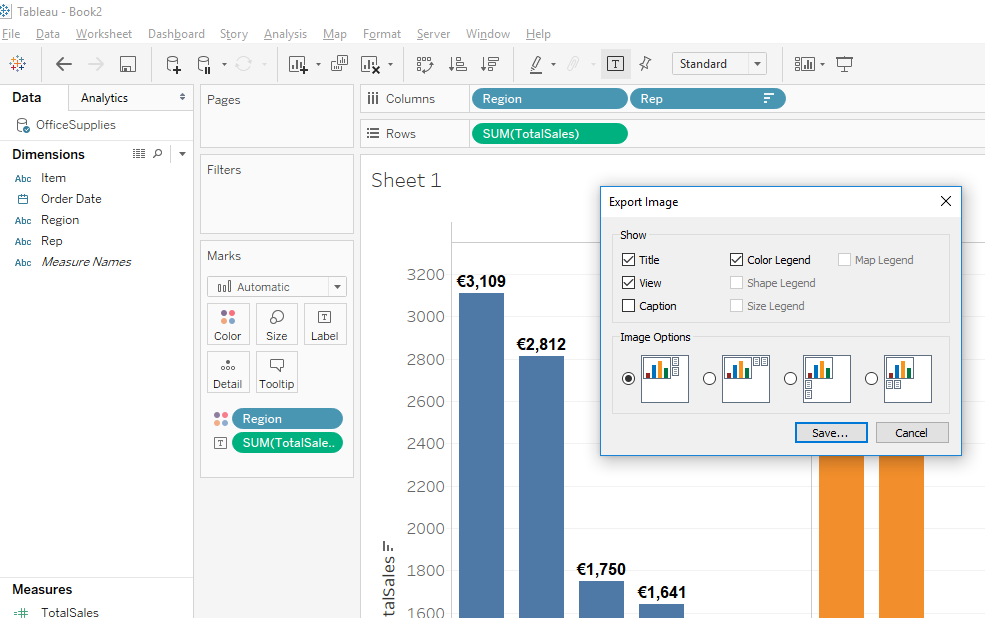 Tableau - Book2
File Data Worksheet Dashboard Story Analysis Map Format Server Window Help
Standard
Data Analytics
OfficeSupplies
Dimensions
Abc Item
Order Date
Abc Region
Abc Rep
Abc Measure Names
Measures
TotalSales
Pages
Filters
Marks
Automatic
Color Size Label
Detail Tooltip
Region
SUM(TotalSale..
Columns Region Rep
Rows SUM(TotalSales)
Sheet 1
3200
3000
2800
2600
2400
2200
2000
1800
1600
talSales
€3,109
€2,812
€1,750
€1,641
Export Image
Show
Title Color Legend Map Legend
View Shape Legend
Caption Size Legend
Image Options
Save... Cancel